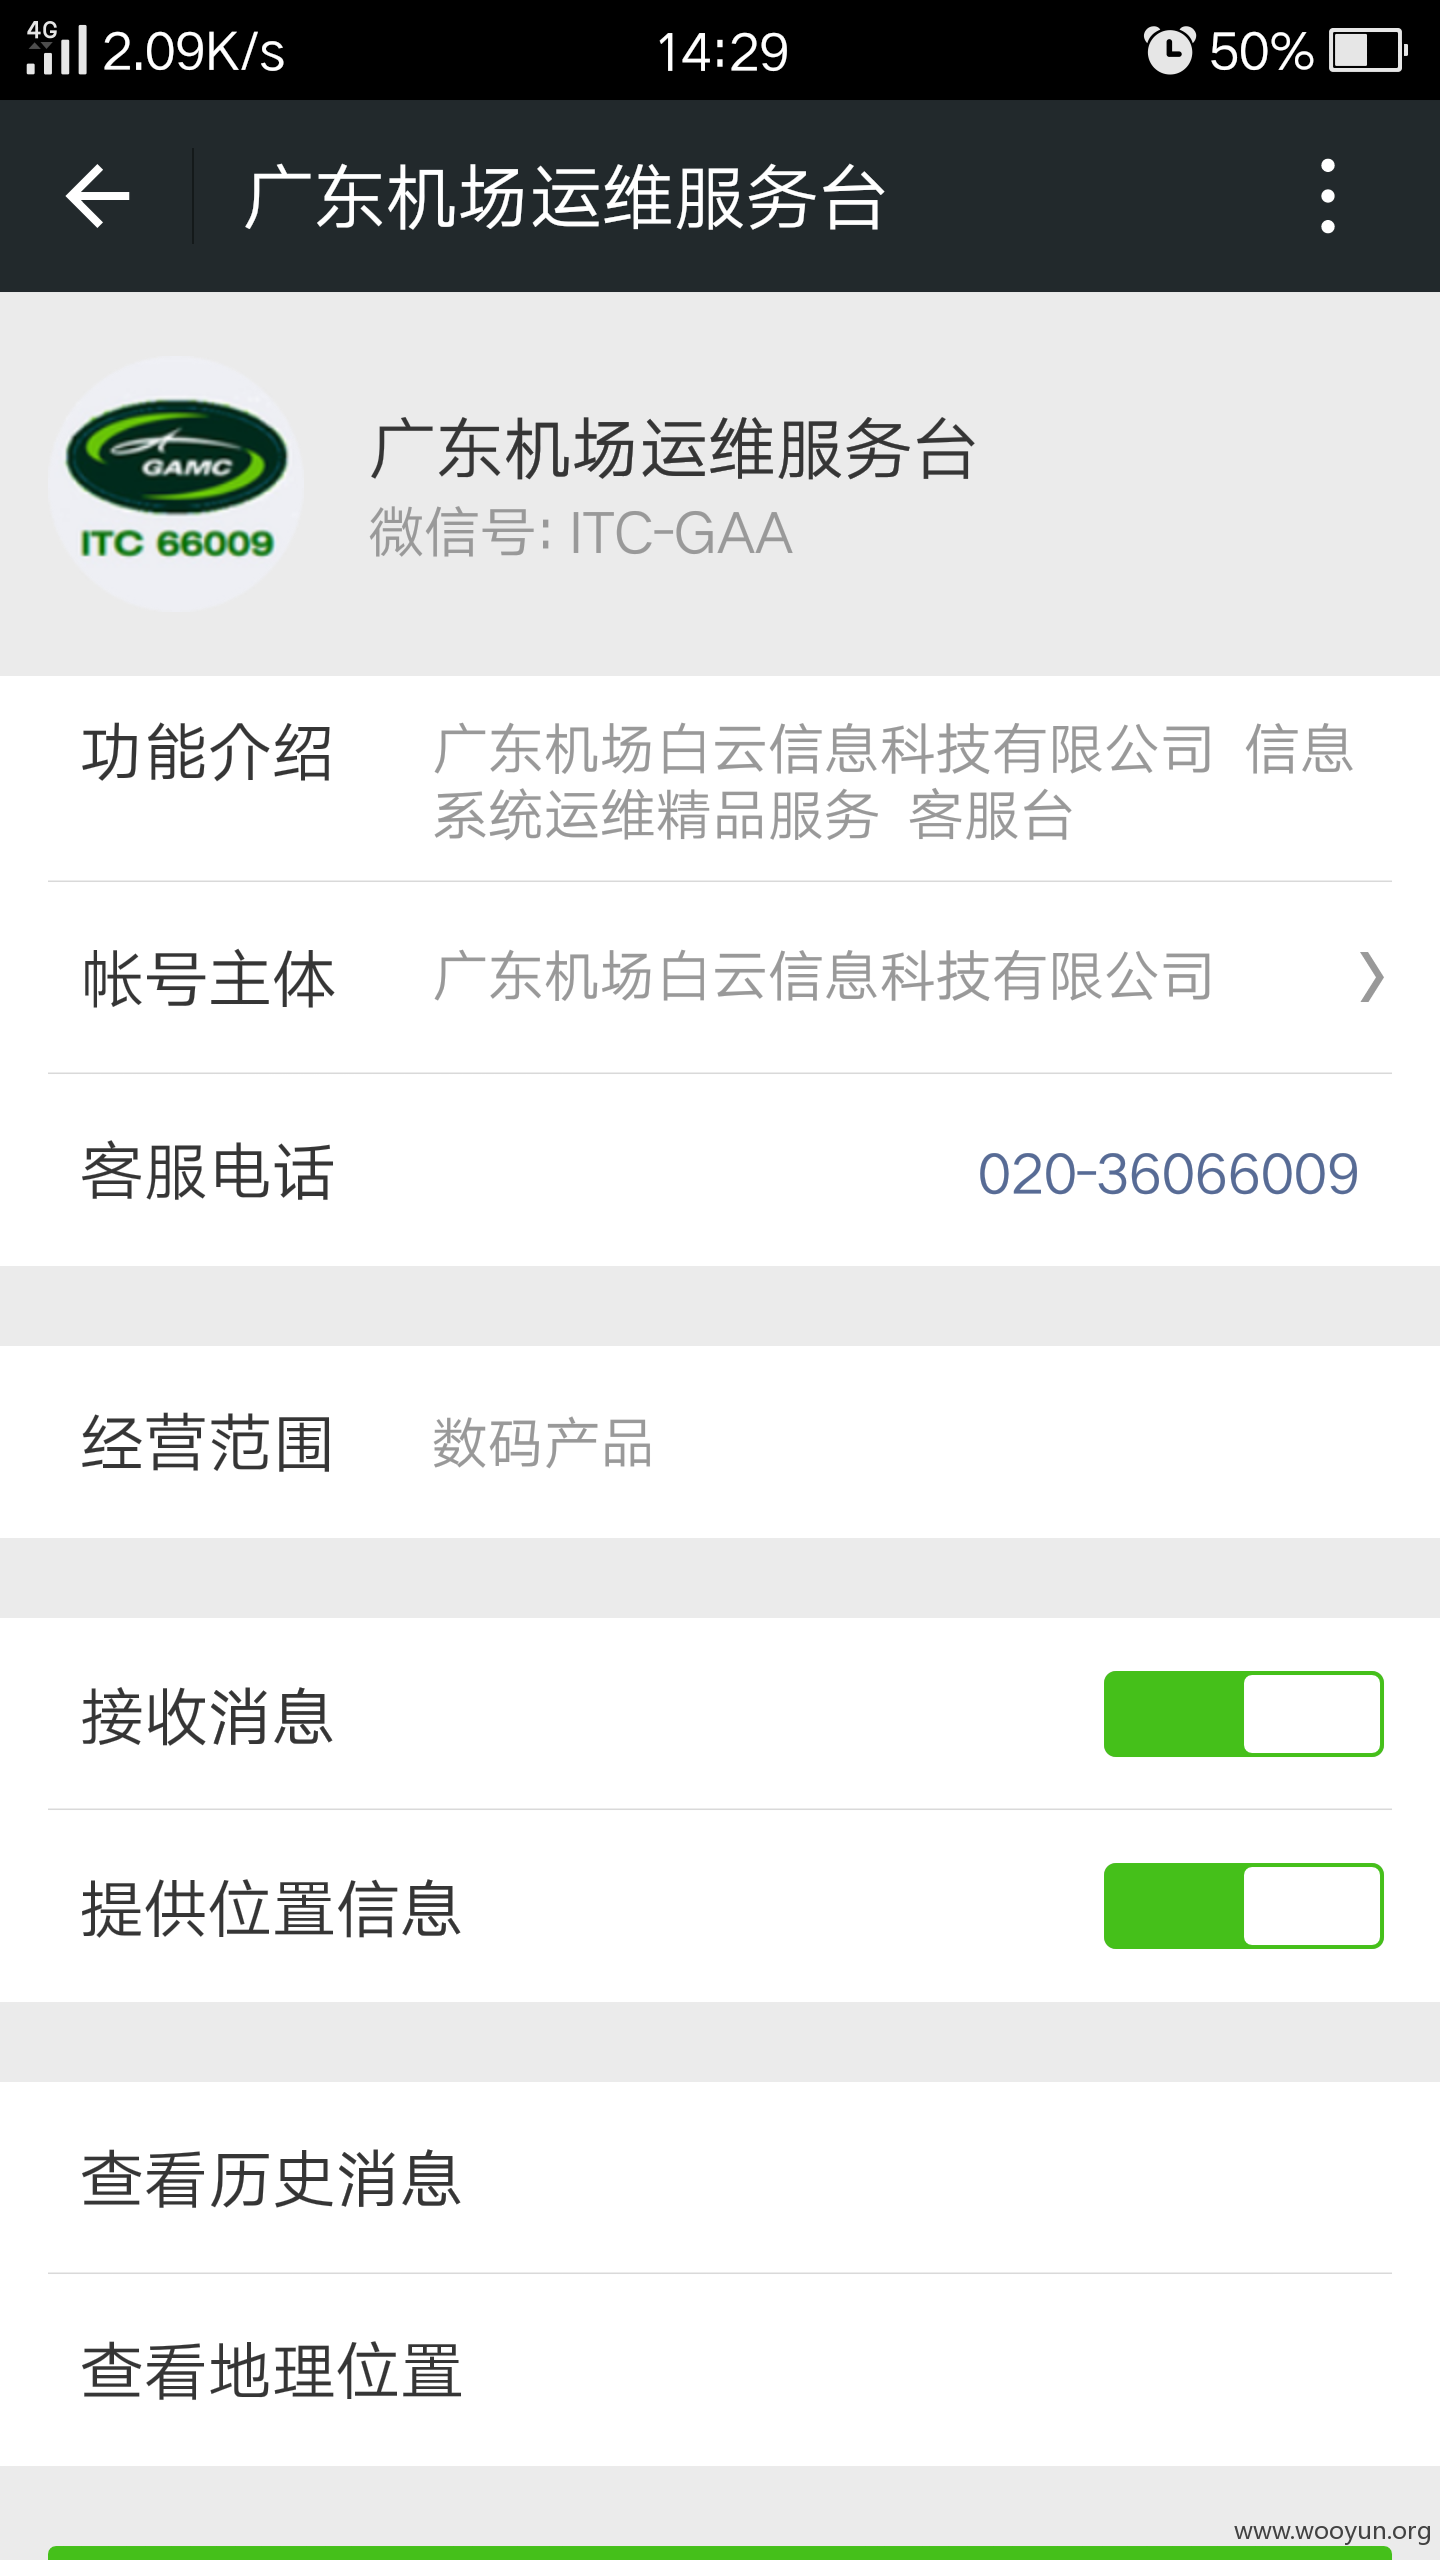 4G 2.09K/s 14:29 50%
广东机场运维服务台
GAMC
ITC 66009
广东机场运维服务台
微信号: ITC-GAA
功能介绍 广东机场白云信息科技有限公司 信息
系统运维精品服务 客服台
帐号主体 广东机场白云信息科技有限公司
客服电话 020-36066009
经营范围 数码产品
接收消息
提供位置信息
查看历史消息
查看地理位置
www.wooyun.org